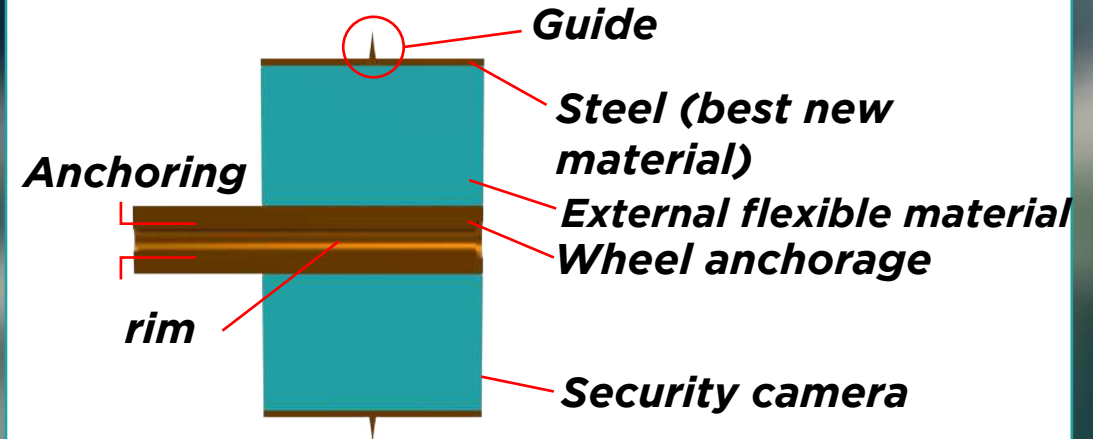 Guide
Steel (best new
material)
Anchoring
External flexible material
Wheel anchorage
rim
Security camera